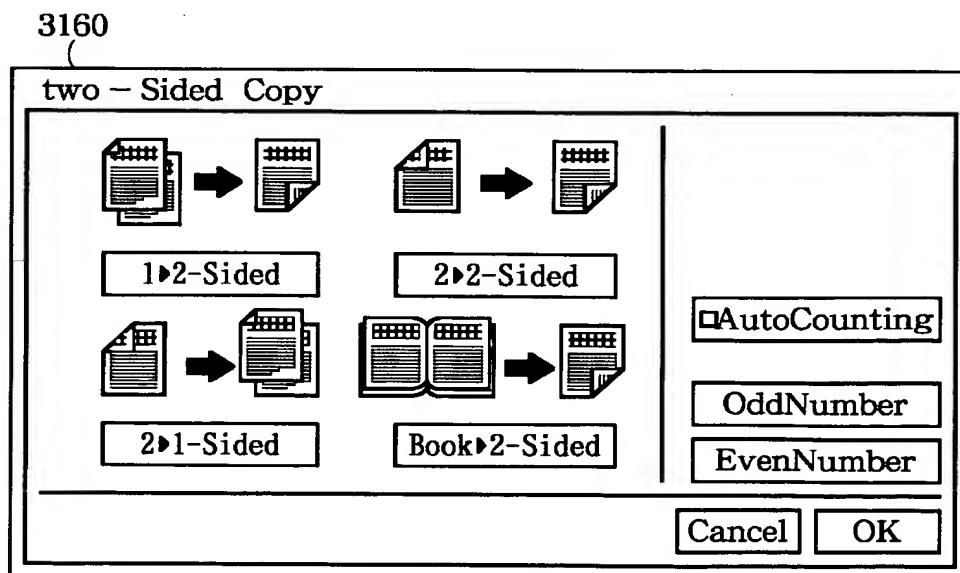 3160
two – Sided Copy
1▶2-Sided
2▶2-Sided
AutoCounting
2▶1-Sided
Book▶2-Sided
OddNumber
EvenNumber
Cancel
OK